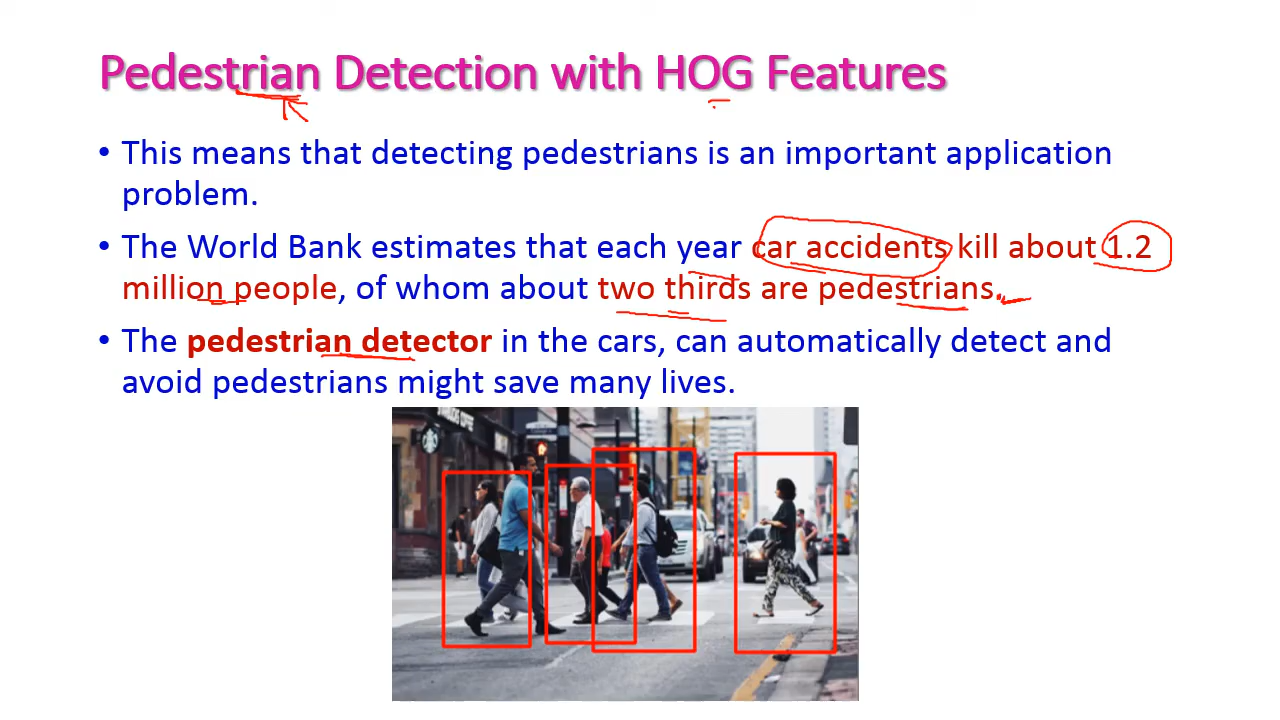 Pedestrian Detection with HOG Features
• This means that detecting pedestrians is an important application
problem.
• The World Bank estimates that each year car accidents kill about 1.2
million people, of whom about two thirds are pedestrians.
• The pedestrian detector in the cars, can automatically detect and
avoid pedestrians might save many lives.